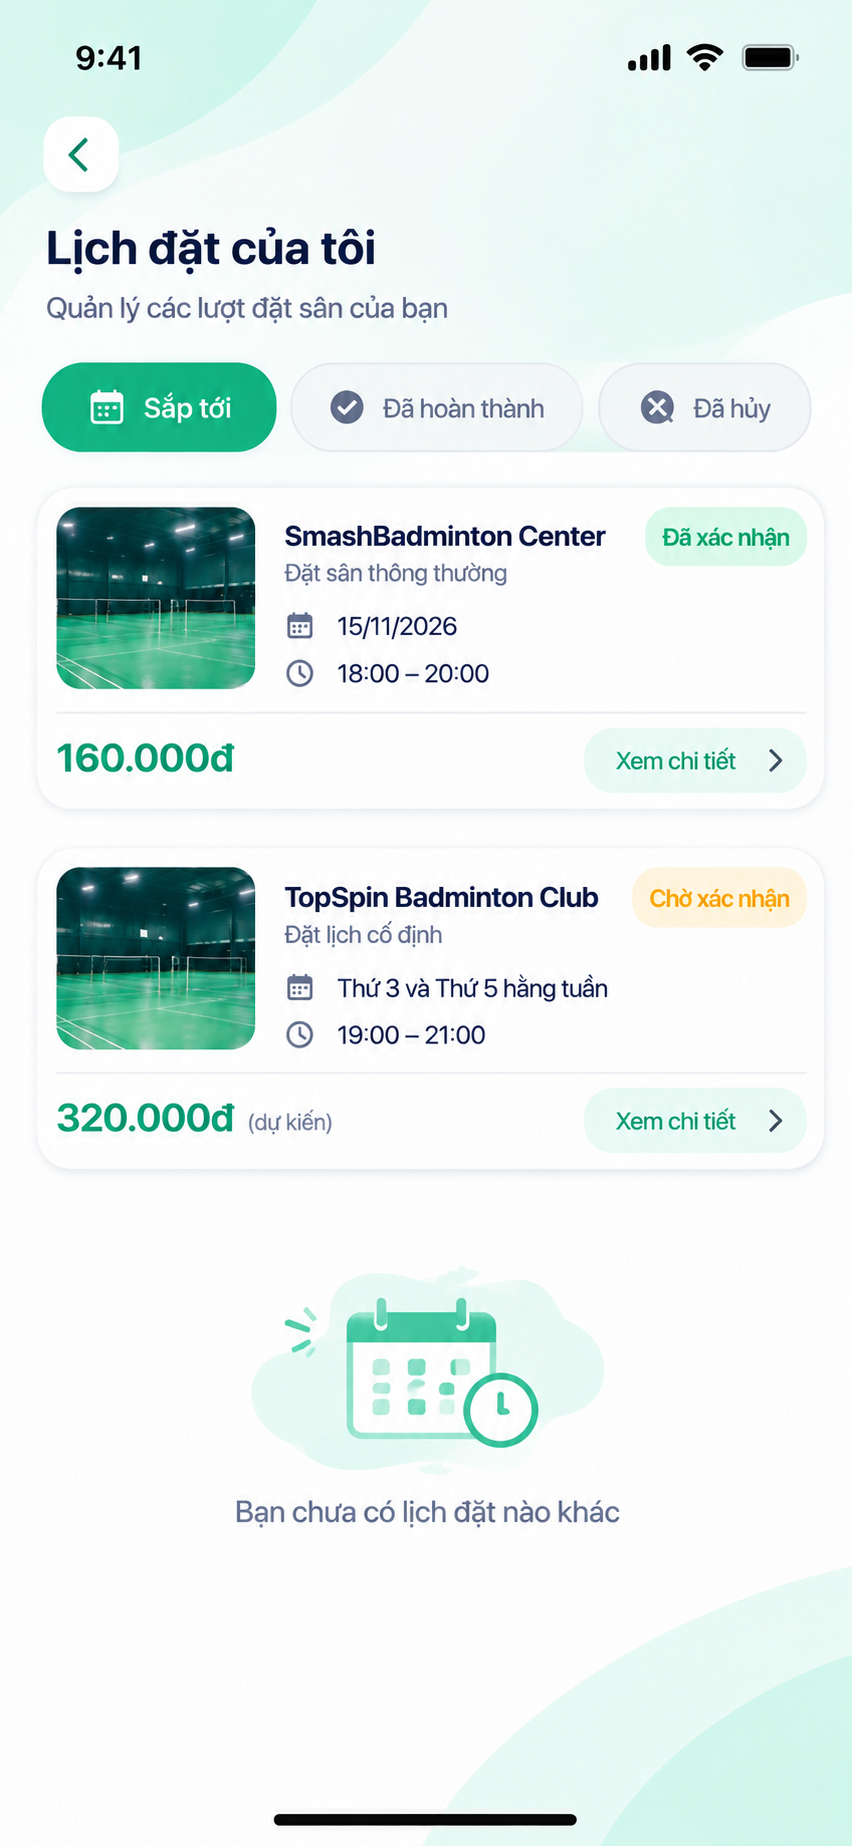 9:41
Lịch đặt của tôi
Quản lý các lượt đặt sân của bạn
Sắp tới
Đã hoàn thành
Đã hủy
SmashBadminton Center
Đã xác nhận
Đặt sân thông thường
15/11/2026
18:00 – 20:00
160.000đ
Xem chi tiết
TopSpin Badminton Club
Chờ xác nhận
Đặt lịch cố định
Thứ 3 và Thứ 5 hằng tuần
19:00 – 21:00
320.000đ (dự kiến)
Xem chi tiết
Bạn chưa có lịch đặt nào khác